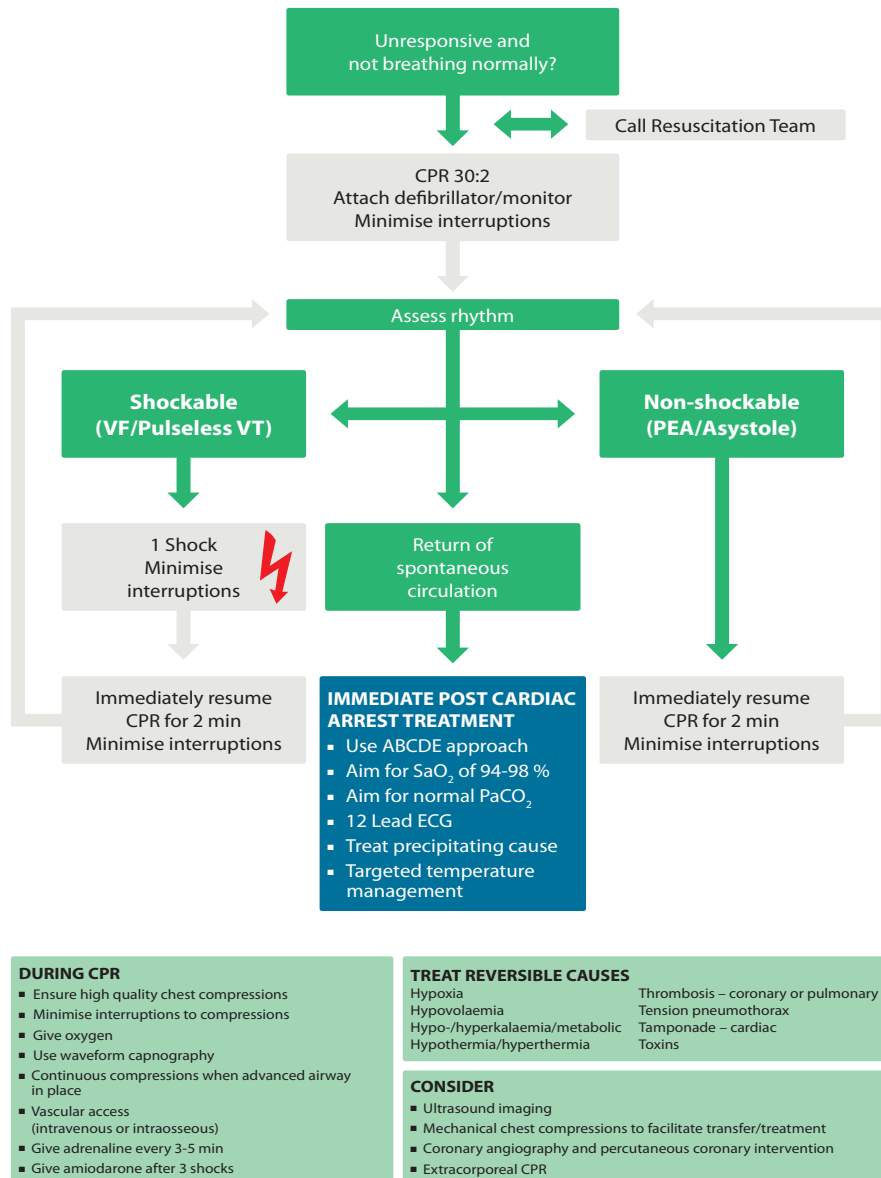 Unresponsive and
not breathing normally?
Call Resuscitation Team
CPR 30:2
Attach defibrillator/monitor
Minimise interruptions
Assess rhythm
Shockable
(VF/Pulseless VT)
Non-shockable
(PEA/Asystole)
1 Shock
Minimise
interruptions
Return of
spontaneous
circulation
Immediately resume
CPR for 2 min
Minimise interruptions
IMMEDIATE POST CARDIAC
ARREST TREATMENT
▪ Use ABCDE approach
▪ Aim for SaO₂ of 94-98 %
▪ Aim for normal PaCO₂
▪ 12 Lead ECG
▪ Treat precipitating cause
▪ Targeted temperature
management
Immediately resume
CPR for 2 min
Minimise interruptions
DURING CPR
▪ Ensure high quality chest compressions
▪ Minimise interruptions to compressions
▪ Give oxygen
▪ Use waveform capnography
▪ Continuous compressions when advanced airway
in place
▪ Vascular access
(intravenous or intraosseous)
▪ Give adrenaline every 3-5 min
▪ Give amiodarone after 3 shocks
TREAT REVERSIBLE CAUSES
Hypoxia Thrombosis – coronary or pulmonary
Hypovolaemia Tension pneumothorax
Hypo-/hyperkalaemia/metabolic Tamponade – cardiac
Hypothermia/hyperthermia Toxins
CONSIDER
▪ Ultrasound imaging
▪ Mechanical chest compressions to facilitate transfer/treatment
▪ Coronary angiography and percutaneous coronary intervention
▪ Extracorporeal CPR